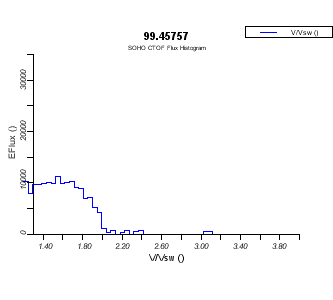 99.45757
SOHO CTOF Flux Histogram
V/Vsw ()
EFlux ()
30000
20000
10000
0
1.40 1.80 2.20 2.60 3.00 3.40 3.80
V/Vsw ()